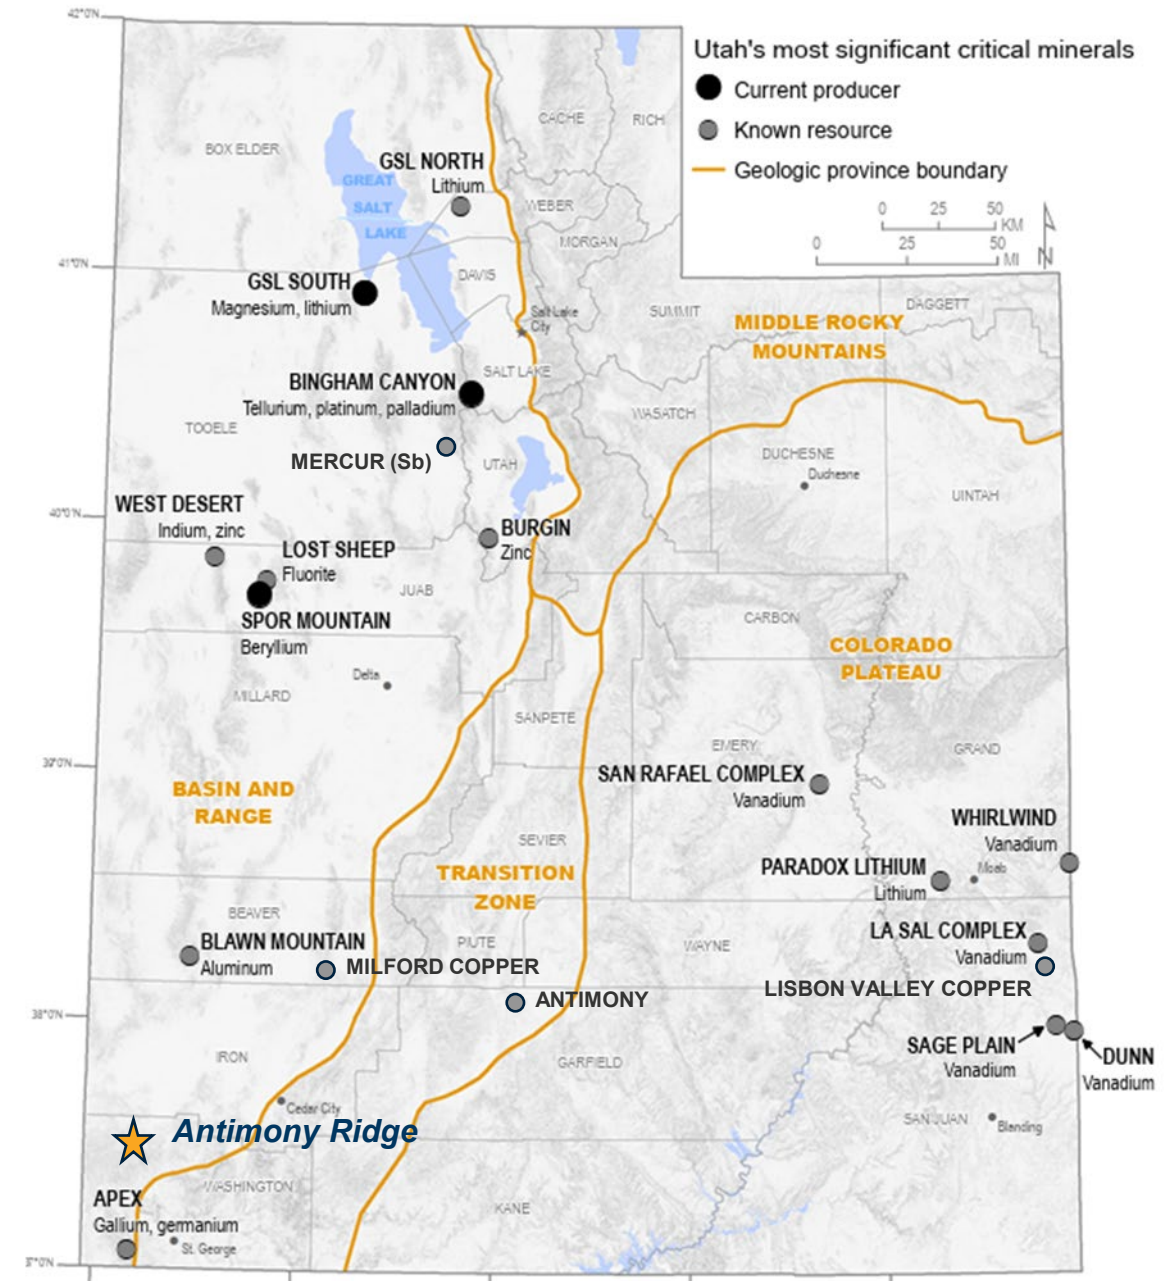 42°0'N
Utah's most significant critical minerals
Current producer
Known resource
Geologic province boundary
0 25 50
KM
0 25 50
MI
N
CACHE
RICH
BOX ELDER
GSL NORTH
Lithium
GREAT
SALT
LAKE
WEBER
MORGAN
41°0'N
DAVIS
GSL SOUTH
Magnesium, lithium
Salt Lake
City
SUMMIT
DAGGETT
MIDDLE ROCKY
MOUNTAINS
SALT LAKE
BINGHAM CANYON
Tellurium, platinum, palladium
WASATCH
TOOELE
MERCUR (Sb)
UTAH
DUCHESNE
Duchesne
UINTAH
WEST DESERT
Indium, zinc
40°0'N
BURGIN
Zinc
LOST SHEEP
Fluorite
JUAB
SPOR MOUNTAIN
Beryllium
CARBON
COLORADO
PLATEAU
Delta
MILLARD
SANPETE
EMERY
GRAND
39°0'N
SAN RAFAEL COMPLEX
Vanadium
BASIN AND
RANGE
WHIRLWIND
Vanadium
SEVIER
TRANSITION
ZONE
PARADOX LITHIUM
Lithium
Moab
BEAVER
BLAWN MOUNTAIN
Aluminum
PIUTE
WAYNE
LA SAL COMPLEX
Vanadium
MILFORD COPPER
LISBON VALLEY COPPER
ANTIMONY
38°0'N
SAGE PLAIN
Vanadium
DUNN
Vanadium
IRON
GARFIELD
Cedar City
SAN JUAN
Blanding
Antimony Ridge
WASHINGTON
APEX
Gallium, germanium
St. George
KANE
37°0'N